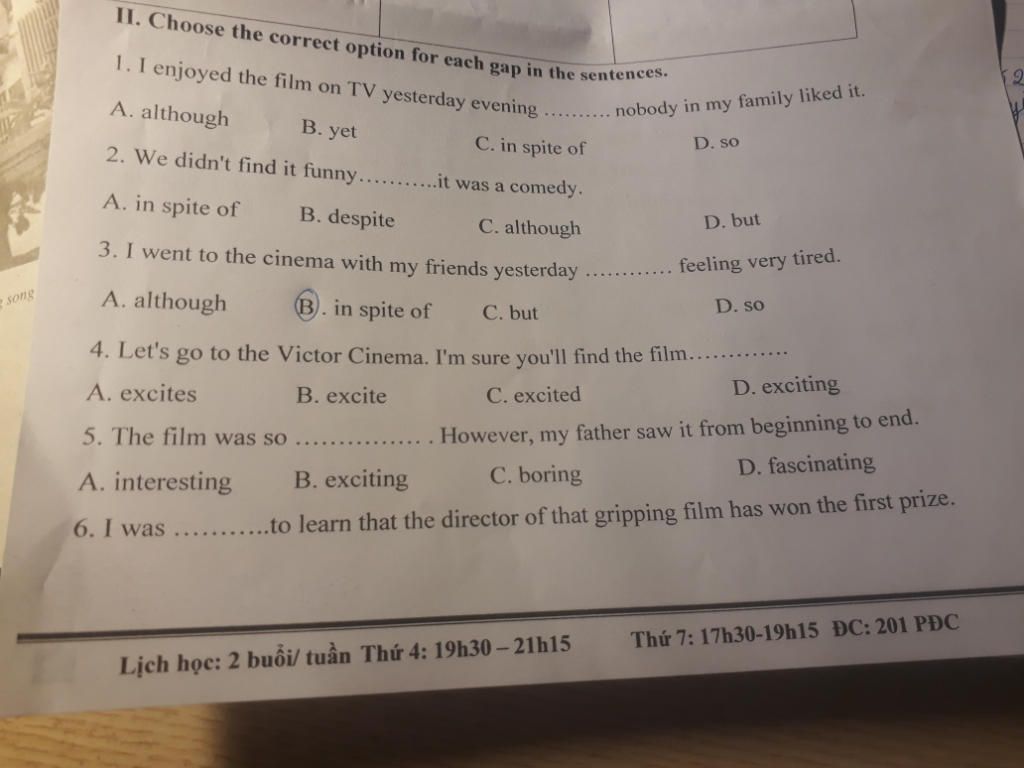 II. Choose the correct option for each gap in the sentences.
1. I enjoyed the film on TV yesterday evening .......... nobody in my family liked it.
A. although B. yet C. in spite of D. so
2. We didn't find it funny...........it was a comedy.
A. in spite of B. despite C. although D. but
3. I went to the cinema with my friends yesterday ............ feeling very tired.
A. although B. in spite of C. but D. so
4. Let's go to the Victor Cinema. I'm sure you'll find the film.............
A. excites B. excite C. excited D. exciting
5. The film was so ................ . However, my father saw it from beginning to end.
A. interesting B. exciting C. boring D. fascinating
6. I was ...........to learn that the director of that gripping film has won the first prize.
Lịch học: 2 buổi/ tuần Thứ 4: 19h30 – 21h15 Thứ 7: 17h30-19h15 ĐC: 201 PĐC
song